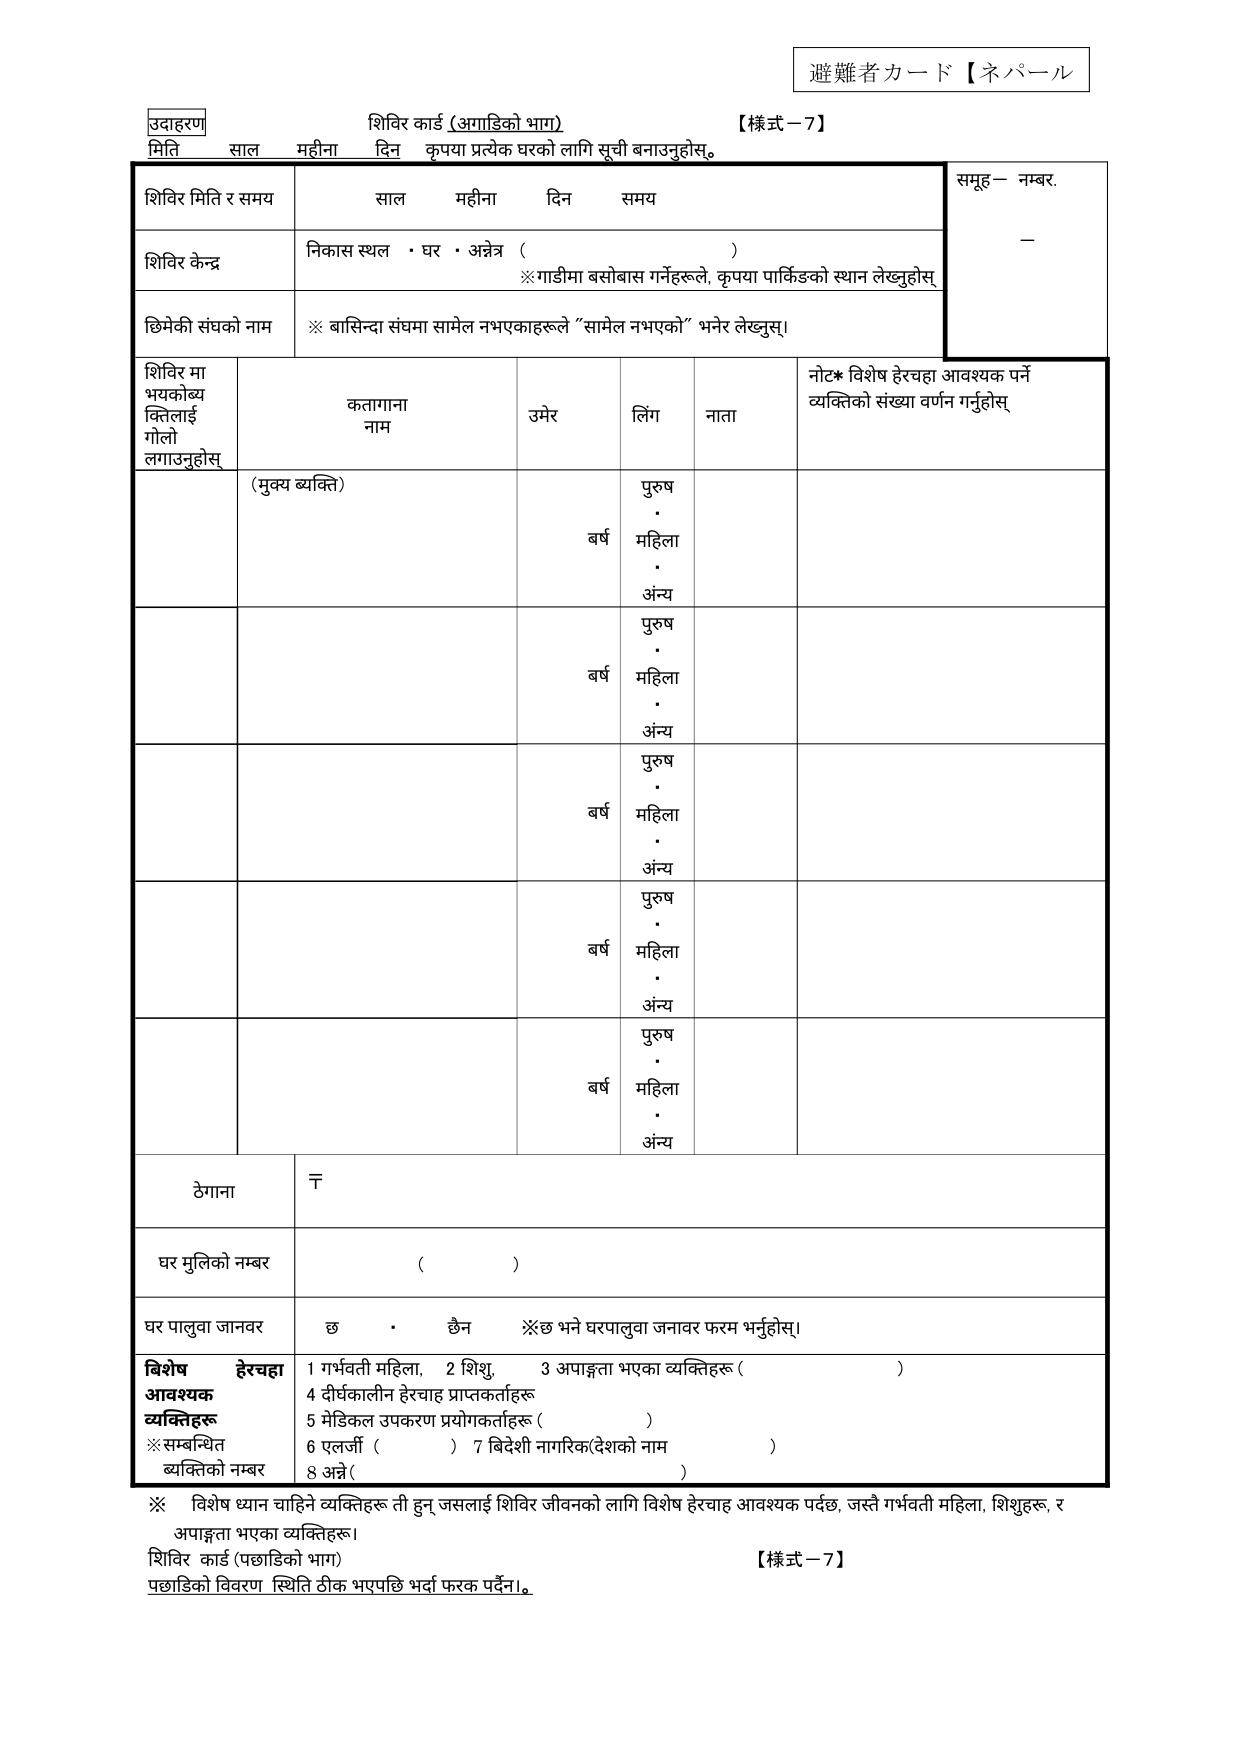 避難者カード【ネパール
उदाहरण शिविर कार्ड (अगाडिको भाग) 【様式－7】
मिति साल महीना दिन कृपया प्रत्येक घरको लागि सूची बनाउनुहोस्。
शिविर मिति र समय साल महीना दिन समय
समूह－ नम्बर.
－
शिविर केन्द्र
निकास स्थल ・घर ・अन्नेत्र ( )
※गाडीमा बसोबास गर्नेहरूले, कृपया पार्किङको स्थान लेख्नुहोस्
छिमेकी संघको नाम ※ बासिन्दा संघमा सामेल नभएकाहरूले "सामेल नभएको" भनेर लेख्नुस्।
शिविर मा
भयकोब्य
क्तिलाई
गोलो
लगाउनुहोस्
कतागाना
नाम
उमेर
लिंग
नाता
नोट* विशेष हेरचहा आवश्यक पर्ने
व्यक्तिको संख्या वर्णन गर्नुहोस्
(मुक्य ब्यक्ति)
बर्ष
पुरुष
・
महिला
・
अंन्य
बर्ष
पुरुष
・
महिला
・
अंन्य
बर्ष
पुरुष
・
महिला
・
अंन्य
बर्ष
पुरुष
・
महिला
・
अंन्य
बर्ष
पुरुष
・
महिला
・
अंन्य
ठेगाना 〒
घर मुलिको नम्बर ( )
घर पालुवा जानवर छ ・ छैन ※छ भने घरपालुवा जनावर फरम भर्नुहोस्।
बिशेष हेरचहा
आवश्यक
व्यक्तिहरू
※सम्बन्धित
ब्यक्तिको नम्बर
1 गर्भवती महिला, 2 शिशु, 3 अपाङ्गता भएका व्यक्तिहरू ( )
4 दीर्घकालीन हेरचाह प्राप्तकर्ताहरू
5 मेडिकल उपकरण प्रयोगकर्ताहरू ( )
6 एलर्जी ( ) 7 बिदेशी नागरिक(देशको नाम )
8 अन्ने ( )
※ विशेष ध्यान चाहिने व्यक्तिहरू ती हुन् जसलाई शिविर जीवनको लागि विशेष हेरचाह आवश्यक पर्दछ, जस्तै गर्भवती महिला, शिशुहरू, र
अपाङ्गता भएका व्यक्तिहरू।
शिविर कार्ड (पछाडिको भाग) 【様式－7】
पछाडिको विवरण स्थिति ठीक भएपछि भर्दा फरक पर्दैन।。